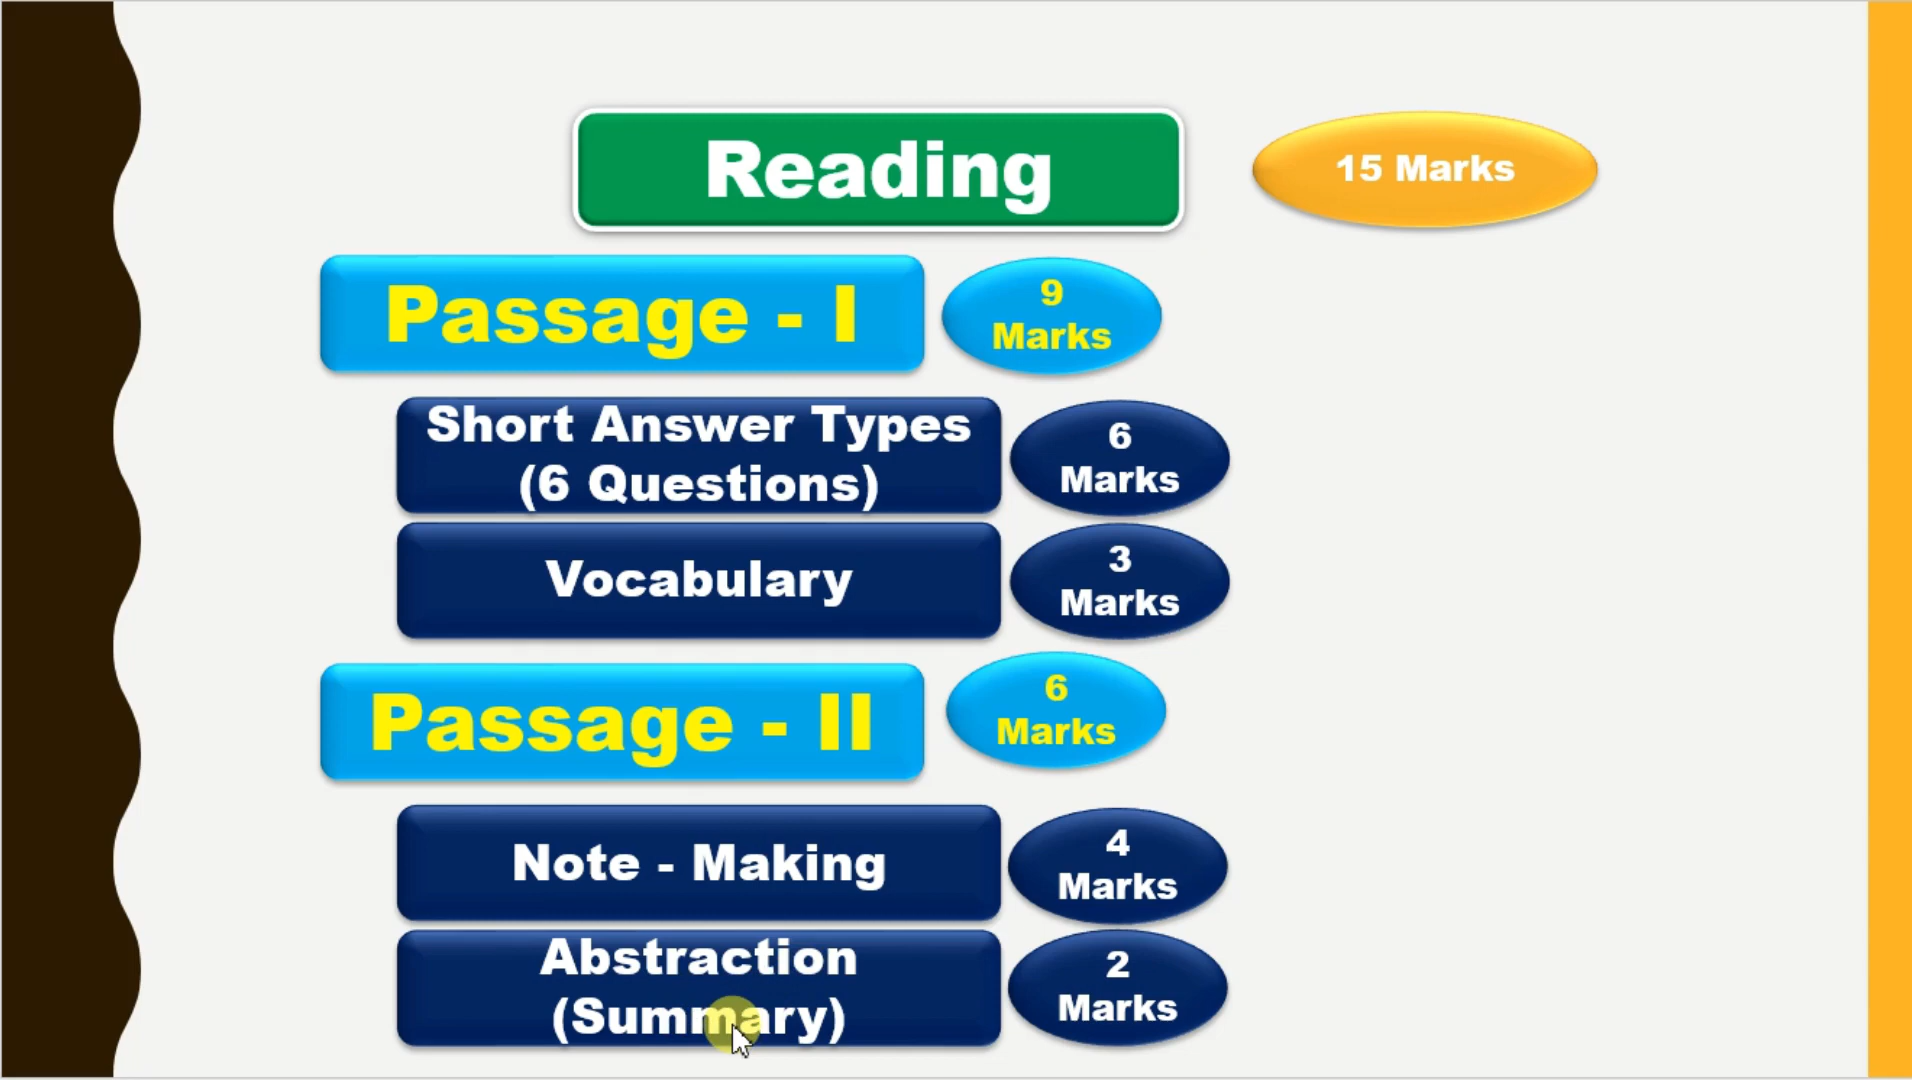 Reading
15 Marks
Passage - I
9
Marks
Short Answer Types
(6 Questions)
6
Marks
Vocabulary
3
Marks
Passage - II
6
Marks
Note - Making
4
Marks
Abstraction
(Summary)
2
Marks